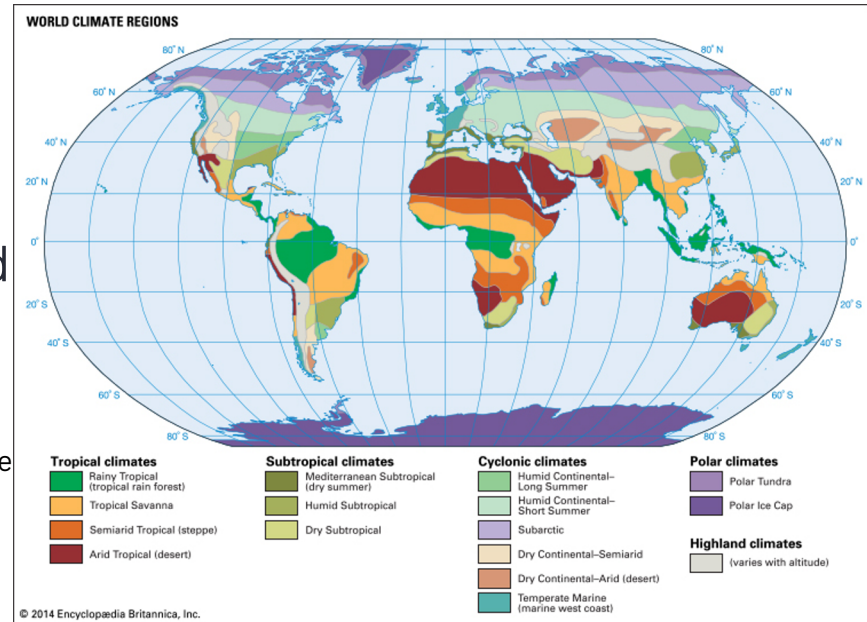 WORLD CLIMATE REGIONS
80° N
80° N
60° N
60° N
40° N
40° N
20° N
20° N
0°
0°
20° S
20° S
40° S
40° S
60° S
60° S
80° S
80° S
d
e
Tropical climates
Rainy Tropical
(tropical rain forest)
Tropical Savanna
Semiarid Tropical (steppe)
Arid Tropical (desert)
Subtropical climates
Mediterranean Subtropical
(dry summer)
Humid Subtropical
Dry Subtropical
Cyclonic climates
Humid Continental–
Long Summer
Humid Continental–
Short Summer
Subarctic
Dry Continental–Semiarid
Dry Continental–Arid (desert)
Temperate Marine
(marine west coast)
Polar climates
Polar Tundra
Polar Ice Cap
Highland climates
(varies with altitude)
© 2014 Encyclopædia Britannica, Inc.